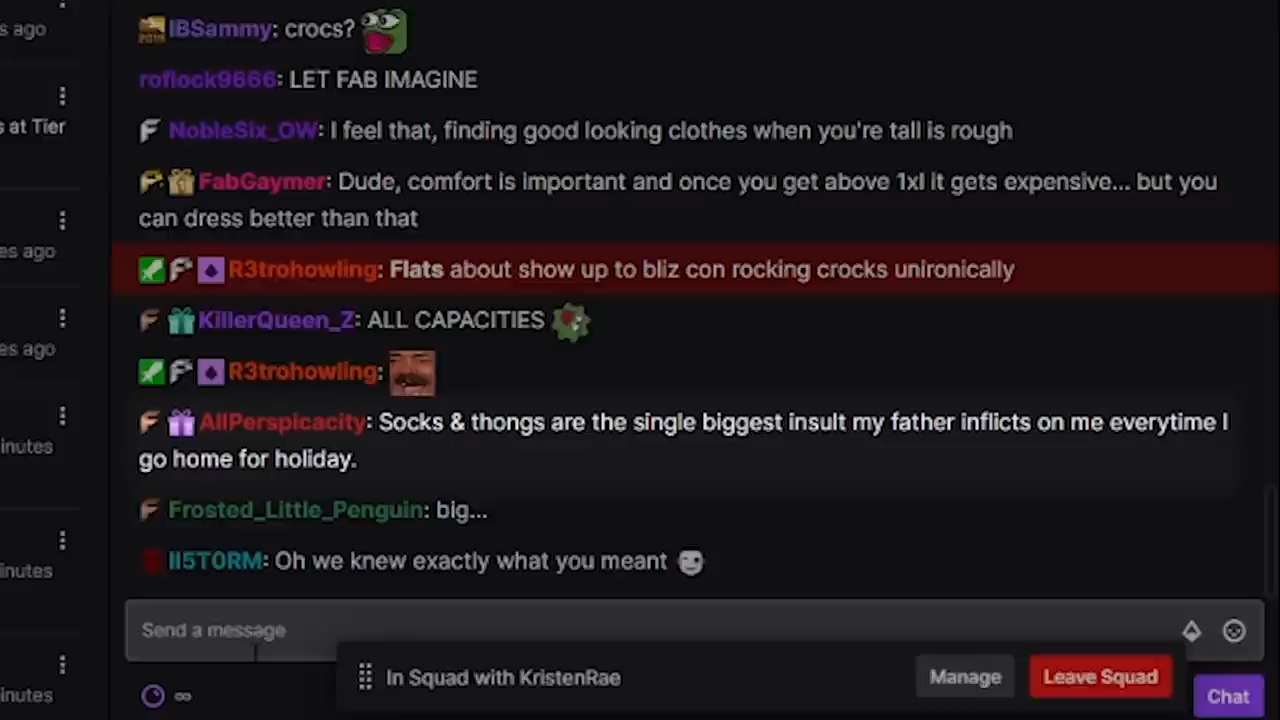 s ago
IBSammy: crocs?
roflock9666: LET FAB IMAGINE
s at Tier
NobleSix_OW: I feel that, finding good looking clothes when you're tall is rough
FabGaymer: Dude, comfort is important and once you get above 1xl it gets expensive... but you
can dress better than that
es ago
R3trohowling: Flats about show up to bliz con rocking crocks unironically
KillerQueen_Z: ALL CAPACITIES
es ago
R3trohowling:
AllPerspicacity: Socks & thongs are the single biggest insult my father inflicts on me everytime I
go home for holiday.
inutes
Frosted_Little_Penguin: big...
ll5T0RM: Oh we knew exactly what you meant
inutes
Send a message
In Squad with KristenRae
Manage
Leave Squad
inutes
∞
Chat